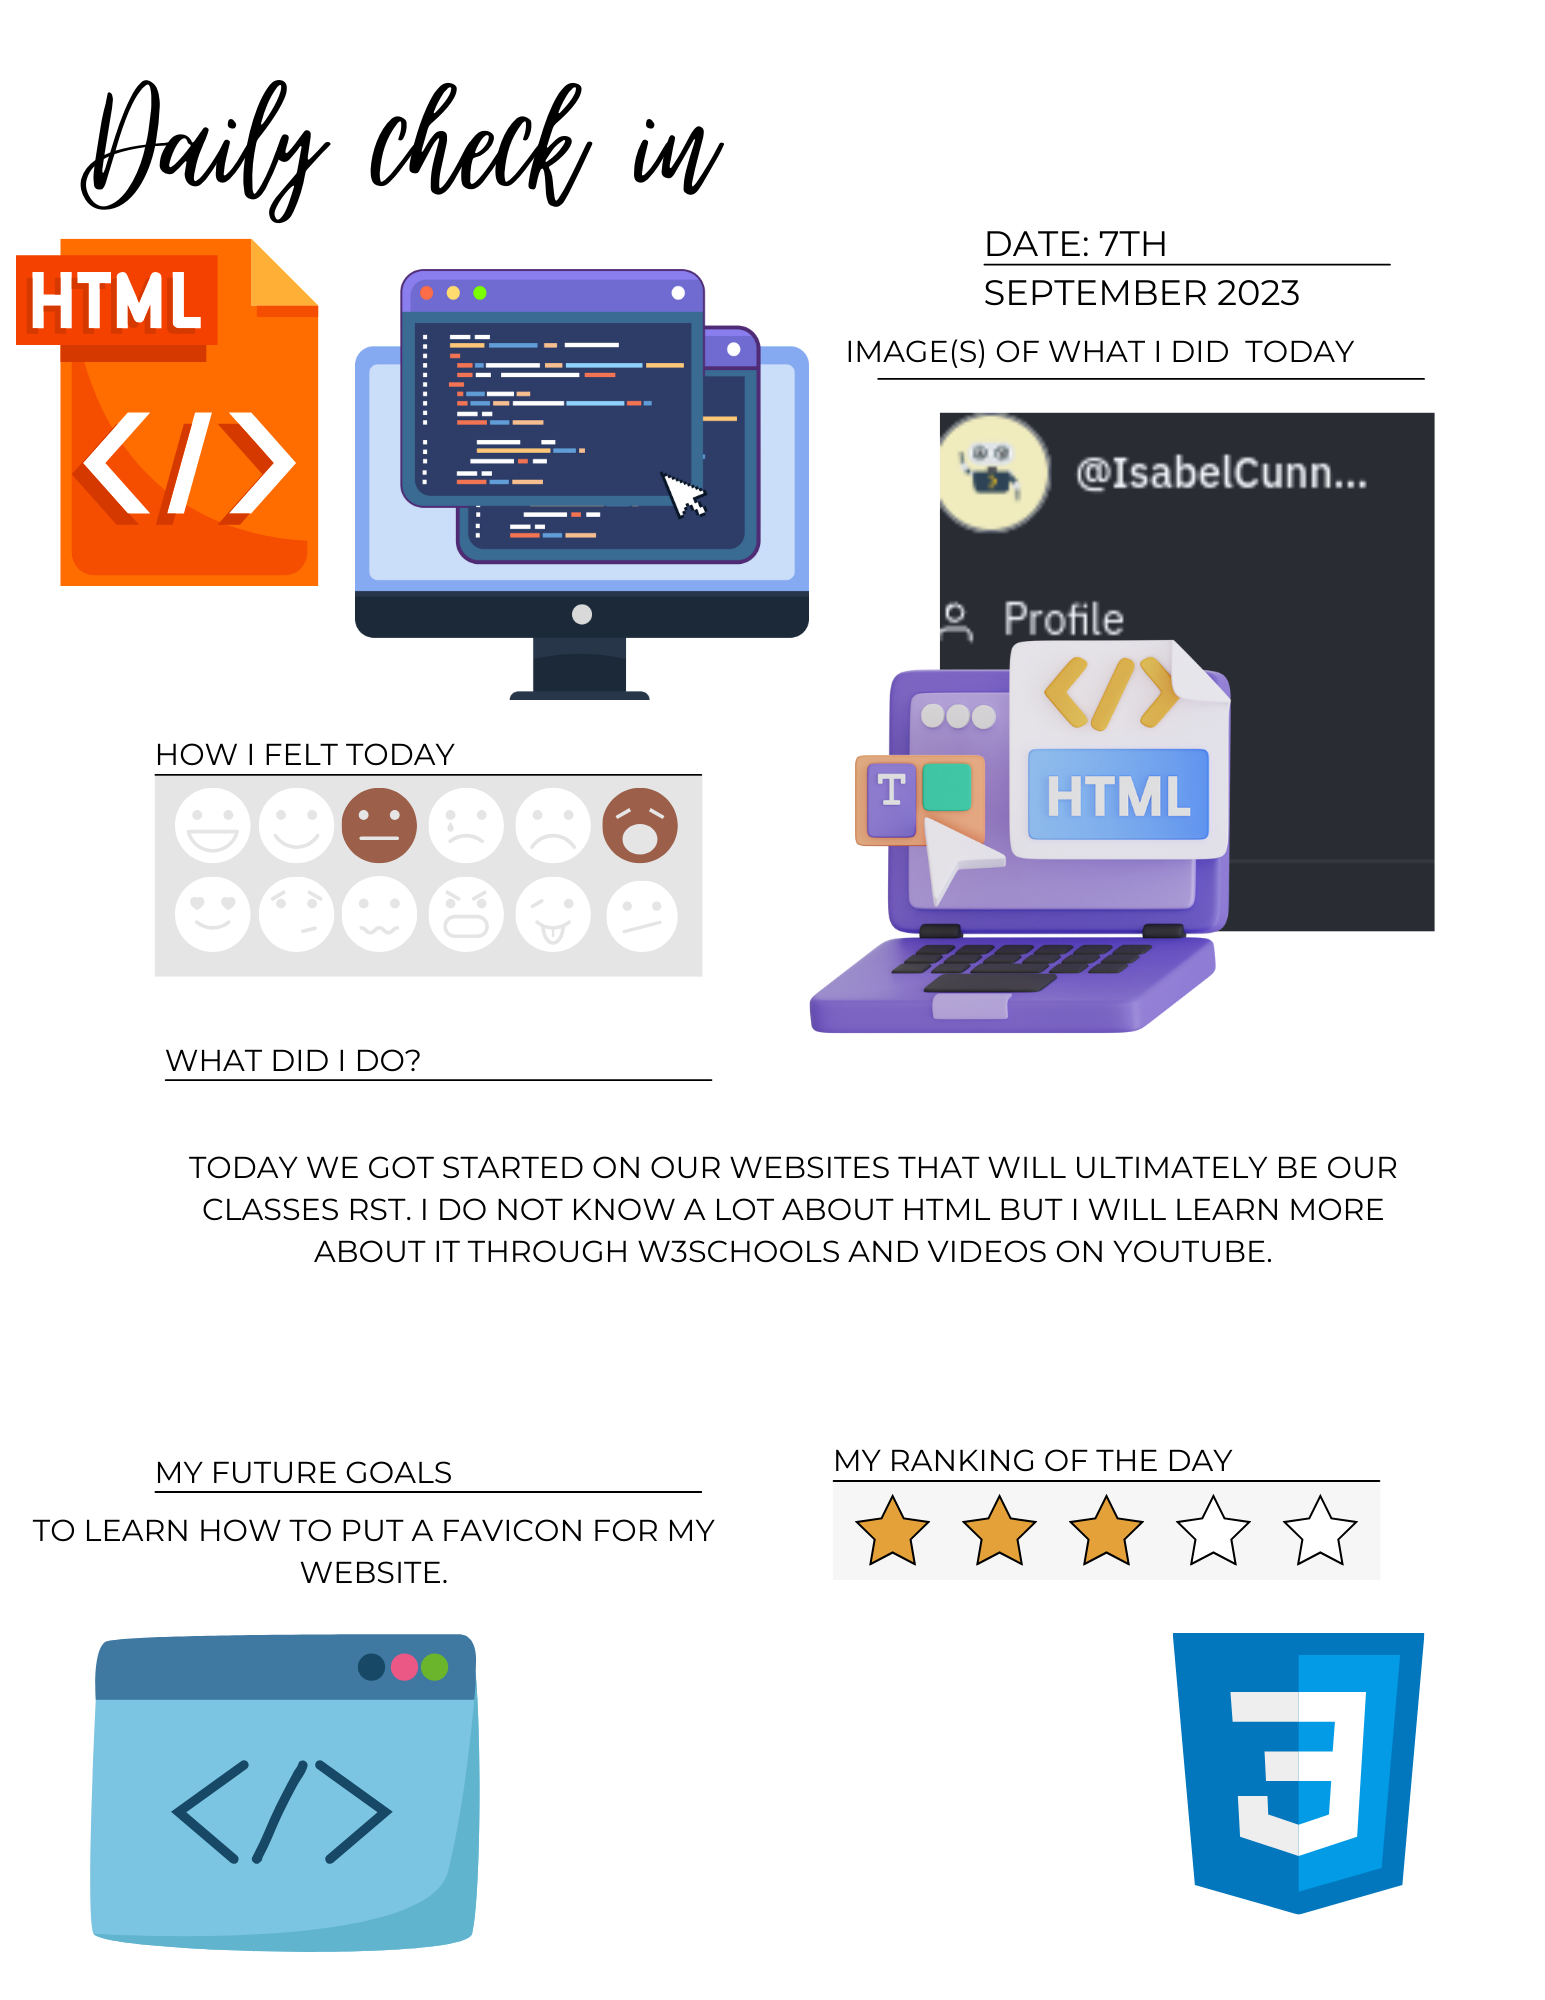 Daily check in
HTML
</>
DATE: 7TH
SEPTEMBER 2023
IMAGE(S) OF WHAT I DID TODAY
@IsabelCunn...
Profile
</>
T
HTML
HOW I FELT TODAY
WHAT DID I DO?
TODAY WE GOT STARTED ON OUR WEBSITES THAT WILL ULTIMATELY BE OUR
CLASSES RST. I DO NOT KNOW A LOT ABOUT HTML BUT I WILL LEARN MORE
ABOUT IT THROUGH W3SCHOOLS AND VIDEOS ON YOUTUBE.
MY FUTURE GOALS
TO LEARN HOW TO PUT A FAVICON FOR MY
WEBSITE.
MY RANKING OF THE DAY
</>
3